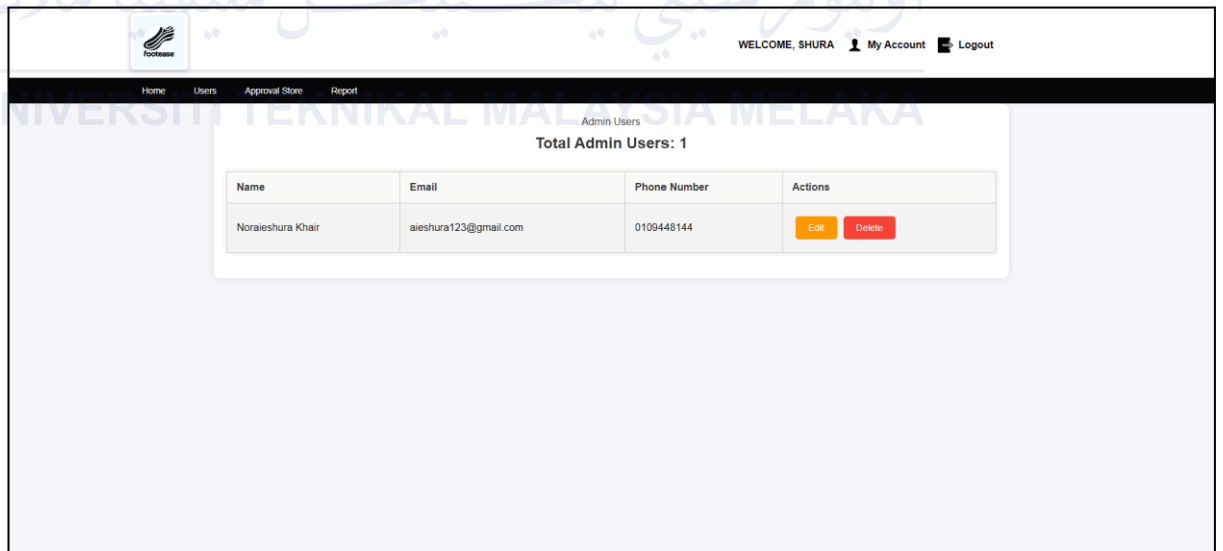 footease
WELCOME, SHURA My Account Logout
Home Users Approval Store Report
NIVERSITI TEKNIKAL MALAYSIA MELAKA
Admin Users
Total Admin Users: 1
Name Email Phone Number Actions
Noraieshura Khair aieshura123@gmail.com 0109448144 Edit Delete